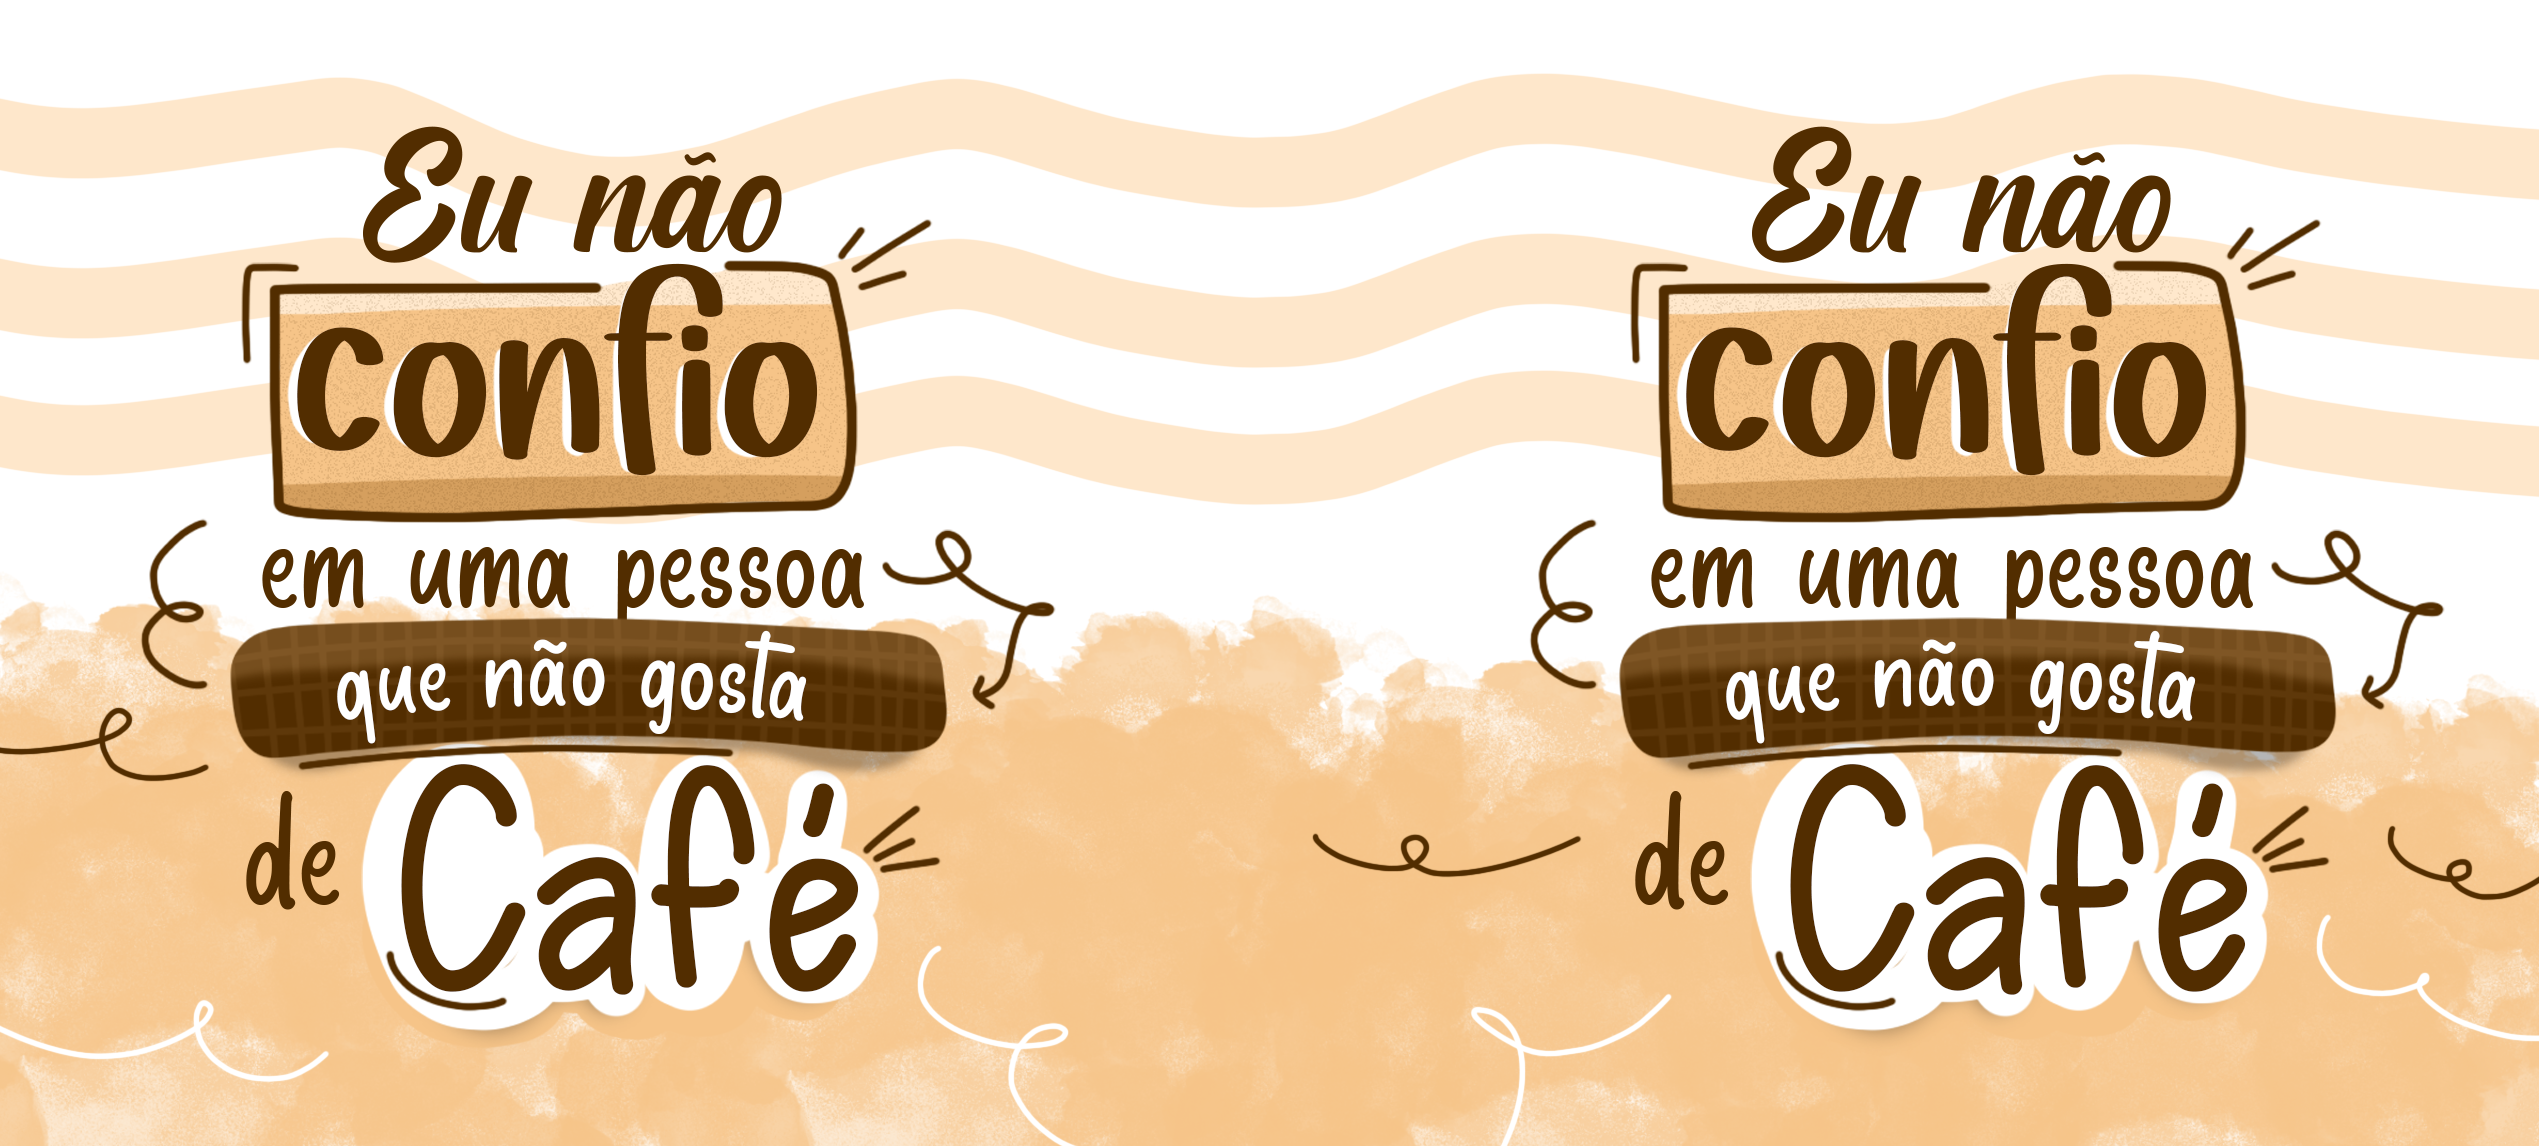 Eu não
confio
em uma pessoa
que não gosta
de Café
Eu não
confio
em uma pessoa
que não gosta
de Café